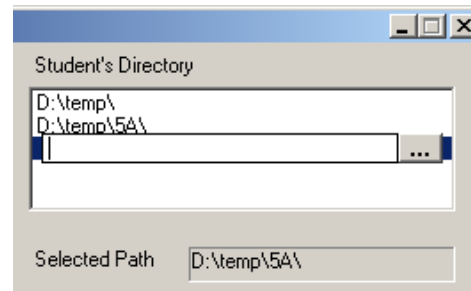 Student's Directory
D:\temp\
D:\temp\5A\
...
Selected Path D:\temp\5A\